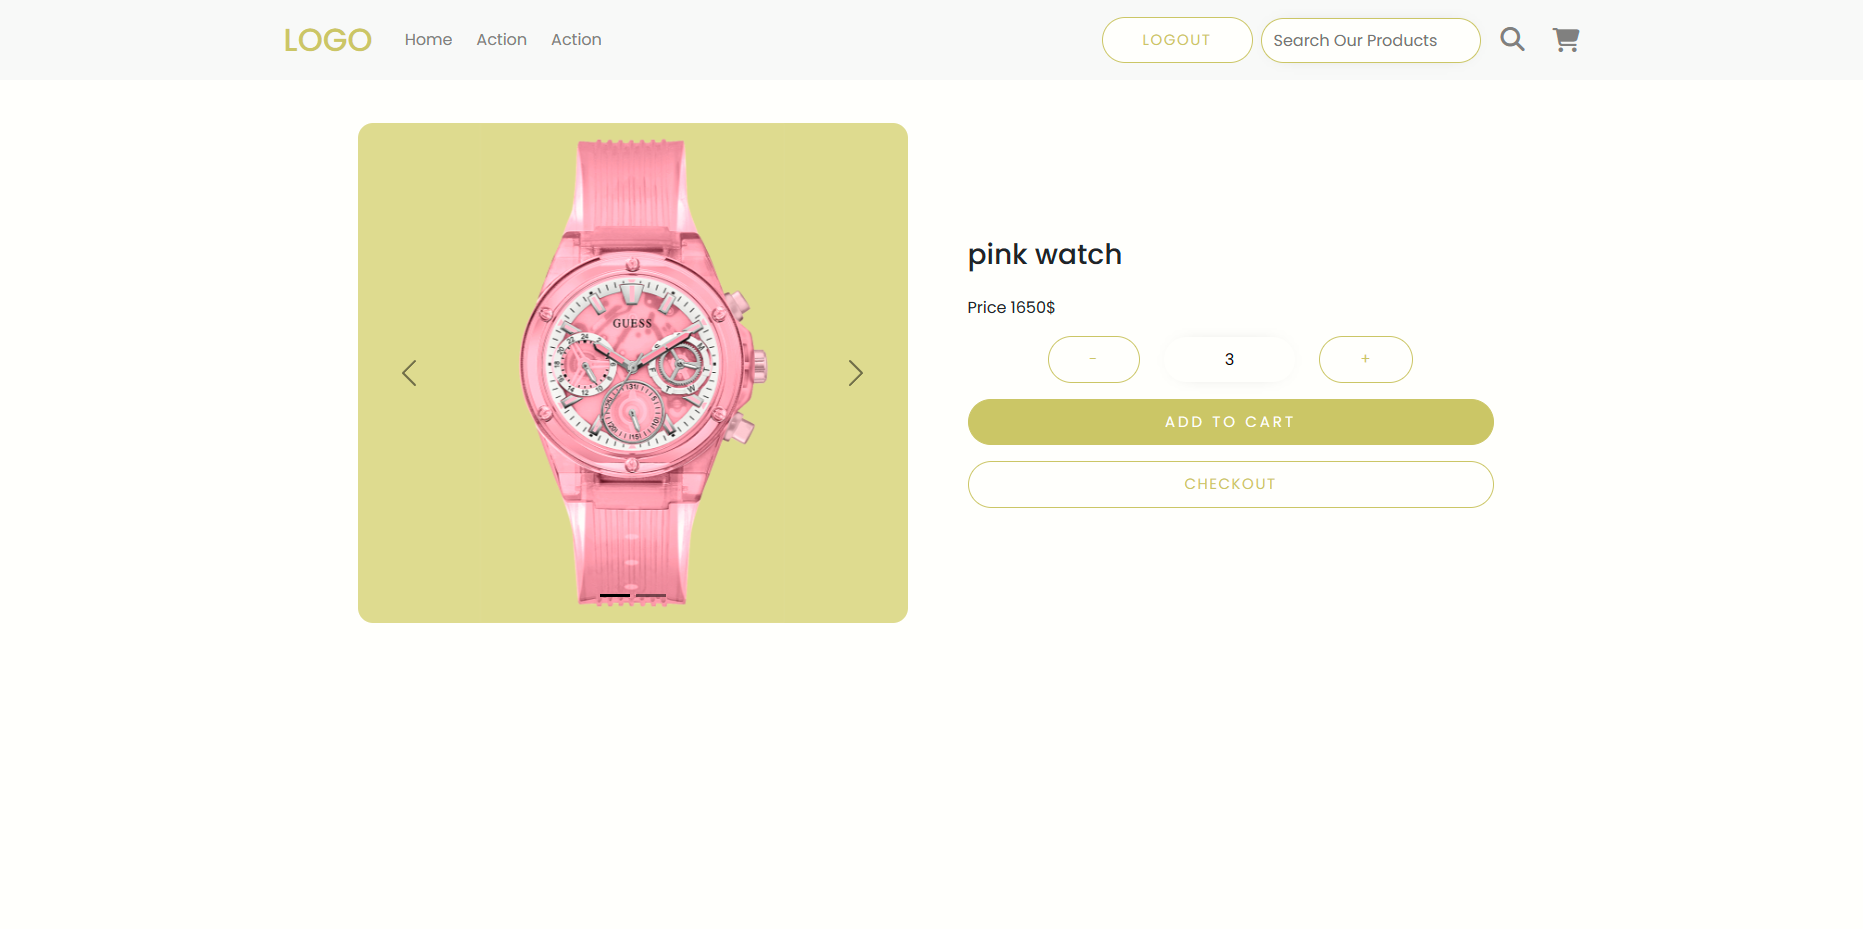 LOGO Home Action Action LOGOUT Search Our Products
GUESS
pink watch
Price 1650$
- 3 +
ADD TO CART
CHECKOUT